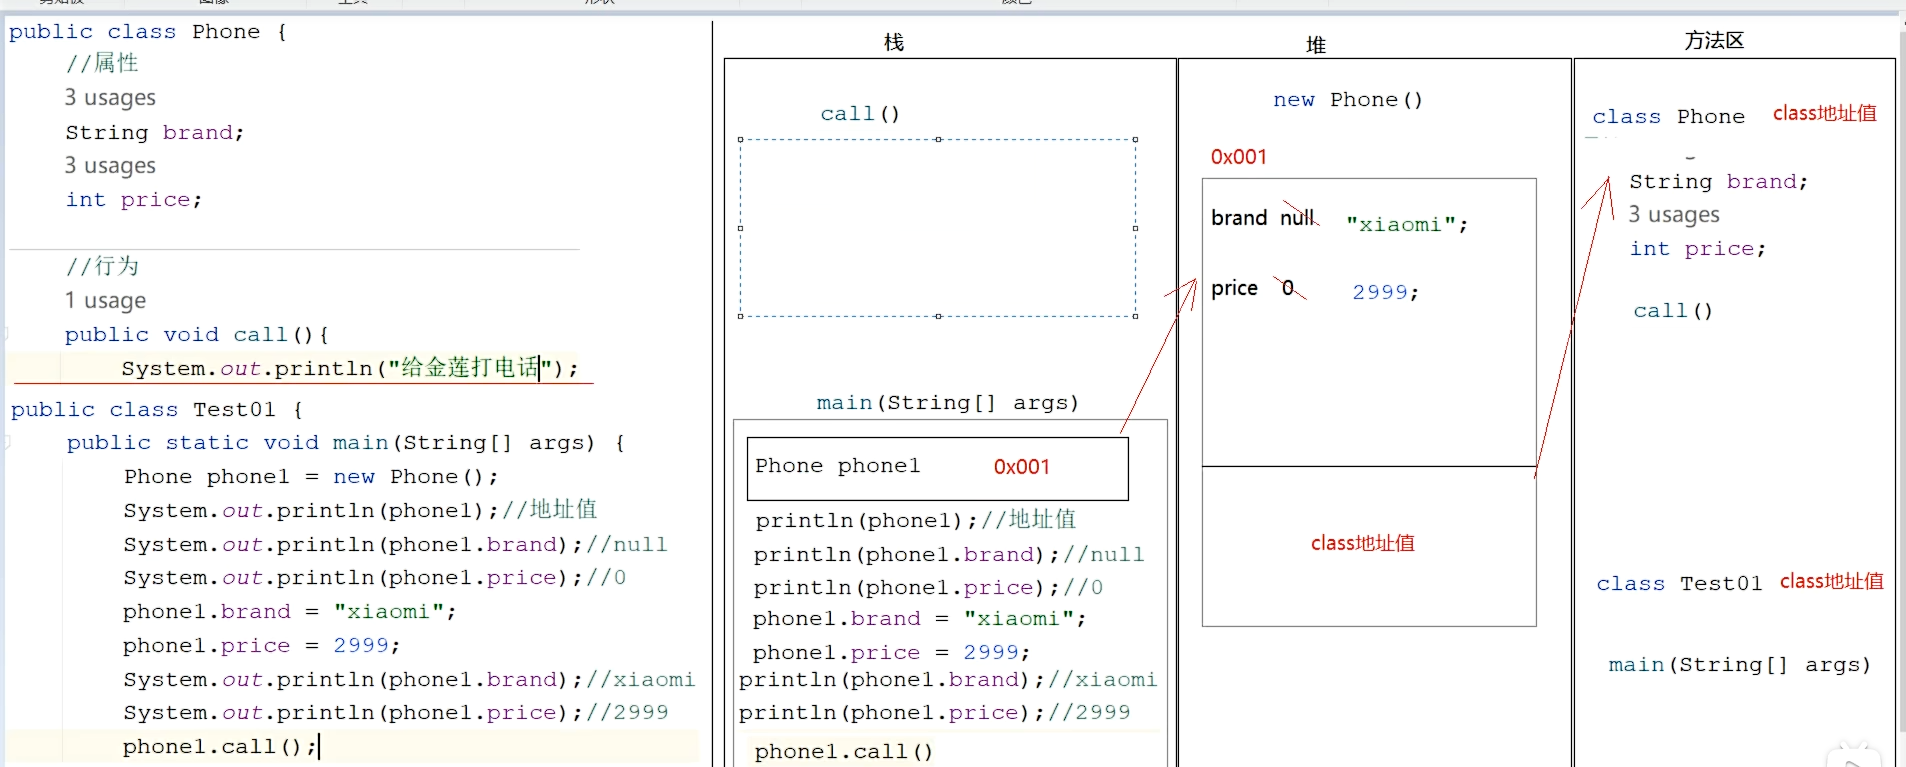 public class Phone {
//属性
3 usages
String brand;
3 usages
int price;
//行为
1 usage
public void call(){
System.out.println("给金莲打电话");
public class Test01 {
public static void main(String[] args) {
Phone phone1 = new Phone();
System.out.println(phone1);//地址值
System.out.println(phone1.brand);//null
System.out.println(phone1.price);//0
phone1.brand = "xiaomi";
phone1.price = 2999;
System.out.println(phone1.brand);//xiaomi
System.out.println(phone1.price);//2999
phone1.call();
栈
call()
main(String[] args)
Phone phone1 0x001
println(phone1);//地址值
println(phone1.brand);//null
println(phone1.price);//0
phone1.brand = "xiaomi";
phone1.price = 2999;
println(phone1.brand);//xiaomi
println(phone1.price);//2999
phone1.call()
堆
new Phone()
0x001
brand null "xiaomi";
price 0 2999;
class地址值
方法区
class Phone class地址值
String brand;
3 usages
int price;
call()
class Test01 class地址值
main(String[] args)